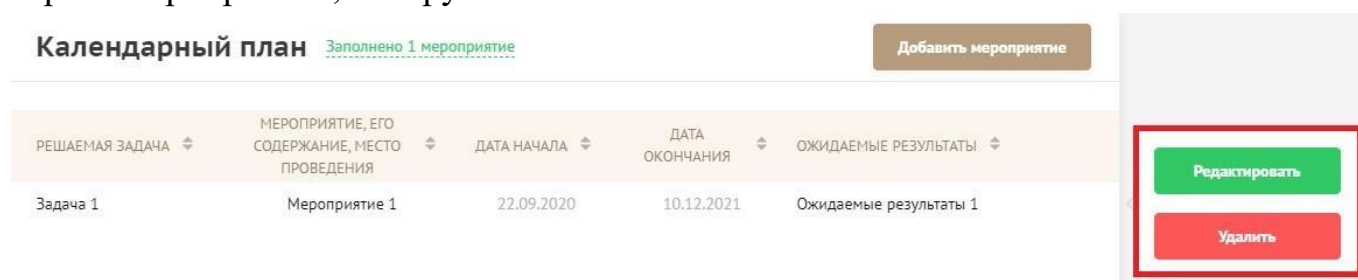 Календарный план Заполнено 1 мероприятие Добавить мероприятие
РЕШАЕМАЯ ЗАДАЧА
МЕРОПРИЯТИЕ, ЕГО
СОДЕРЖАНИЕ, МЕСТО
ПРОВЕДЕНИЯ
ДАТА НАЧАЛА
ДАТА
ОКОНЧАНИЯ
ОЖИДАЕМЫЕ РЕЗУЛЬТАТЫ
Задача 1 Мероприятие 1 22.09.2020 10.12.2021 Ожидаемые результаты 1
Редактировать
Удалить